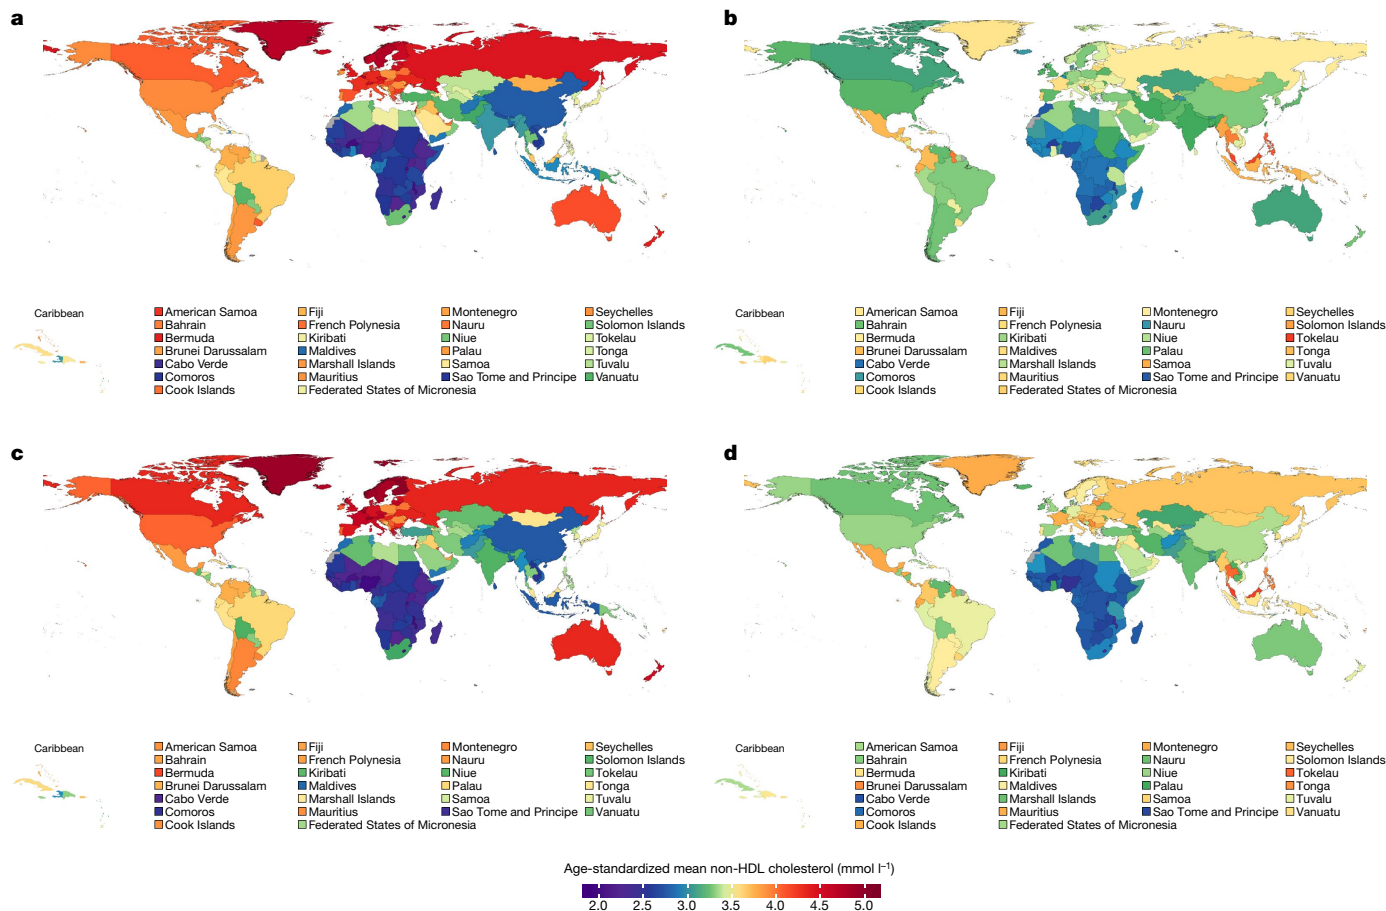 a
b
Caribbean
American Samoa
Bahrain
Bermuda
Brunei Darussalam
Cabo Verde
Comoros
Cook Islands
Fiji
French Polynesia
Kiribati
Maldives
Marshall Islands
Mauritius
Federated States of Micronesia
Montenegro
Nauru
Niue
Palau
Samoa
Sao Tome and Principe
Seychelles
Solomon Islands
Tokelau
Tonga
Tuvalu
Vanuatu
Caribbean
American Samoa
Bahrain
Bermuda
Brunei Darussalam
Cabo Verde
Comoros
Cook Islands
Fiji
French Polynesia
Kiribati
Maldives
Marshall Islands
Mauritius
Federated States of Micronesia
Montenegro
Nauru
Niue
Palau
Samoa
Sao Tome and Principe
Seychelles
Solomon Islands
Tokelau
Tonga
Tuvalu
Vanuatu
c
d
Caribbean
American Samoa
Bahrain
Bermuda
Brunei Darussalam
Cabo Verde
Comoros
Cook Islands
Fiji
French Polynesia
Kiribati
Maldives
Marshall Islands
Mauritius
Federated States of Micronesia
Montenegro
Nauru
Niue
Palau
Samoa
Sao Tome and Principe
Seychelles
Solomon Islands
Tokelau
Tonga
Tuvalu
Vanuatu
Caribbean
American Samoa
Bahrain
Bermuda
Brunei Darussalam
Cabo Verde
Comoros
Cook Islands
Fiji
French Polynesia
Kiribati
Maldives
Marshall Islands
Mauritius
Federated States of Micronesia
Montenegro
Nauru
Niue
Palau
Samoa
Sao Tome and Principe
Seychelles
Solomon Islands
Tokelau
Tonga
Tuvalu
Vanuatu
Age-standardized mean non-HDL cholesterol (mmol l⁻¹)
2.0 2.5 3.0 3.5 4.0 4.5 5.0